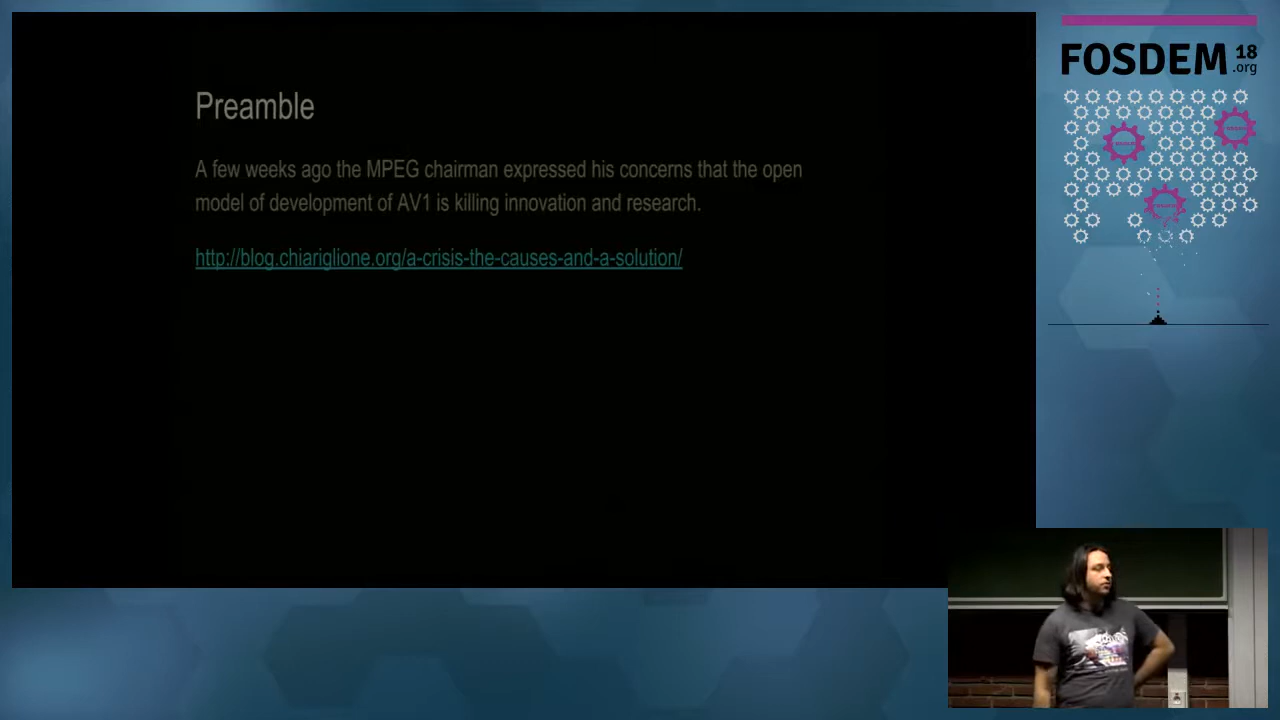 Preamble
A few weeks ago the MPEG chairman expressed his concerns that the open
model of development of AV1 is killing innovation and research.
http://blog.chiariglione.org/a-crisis-the-causes-and-a-solution/
FOSDEM 18
.org